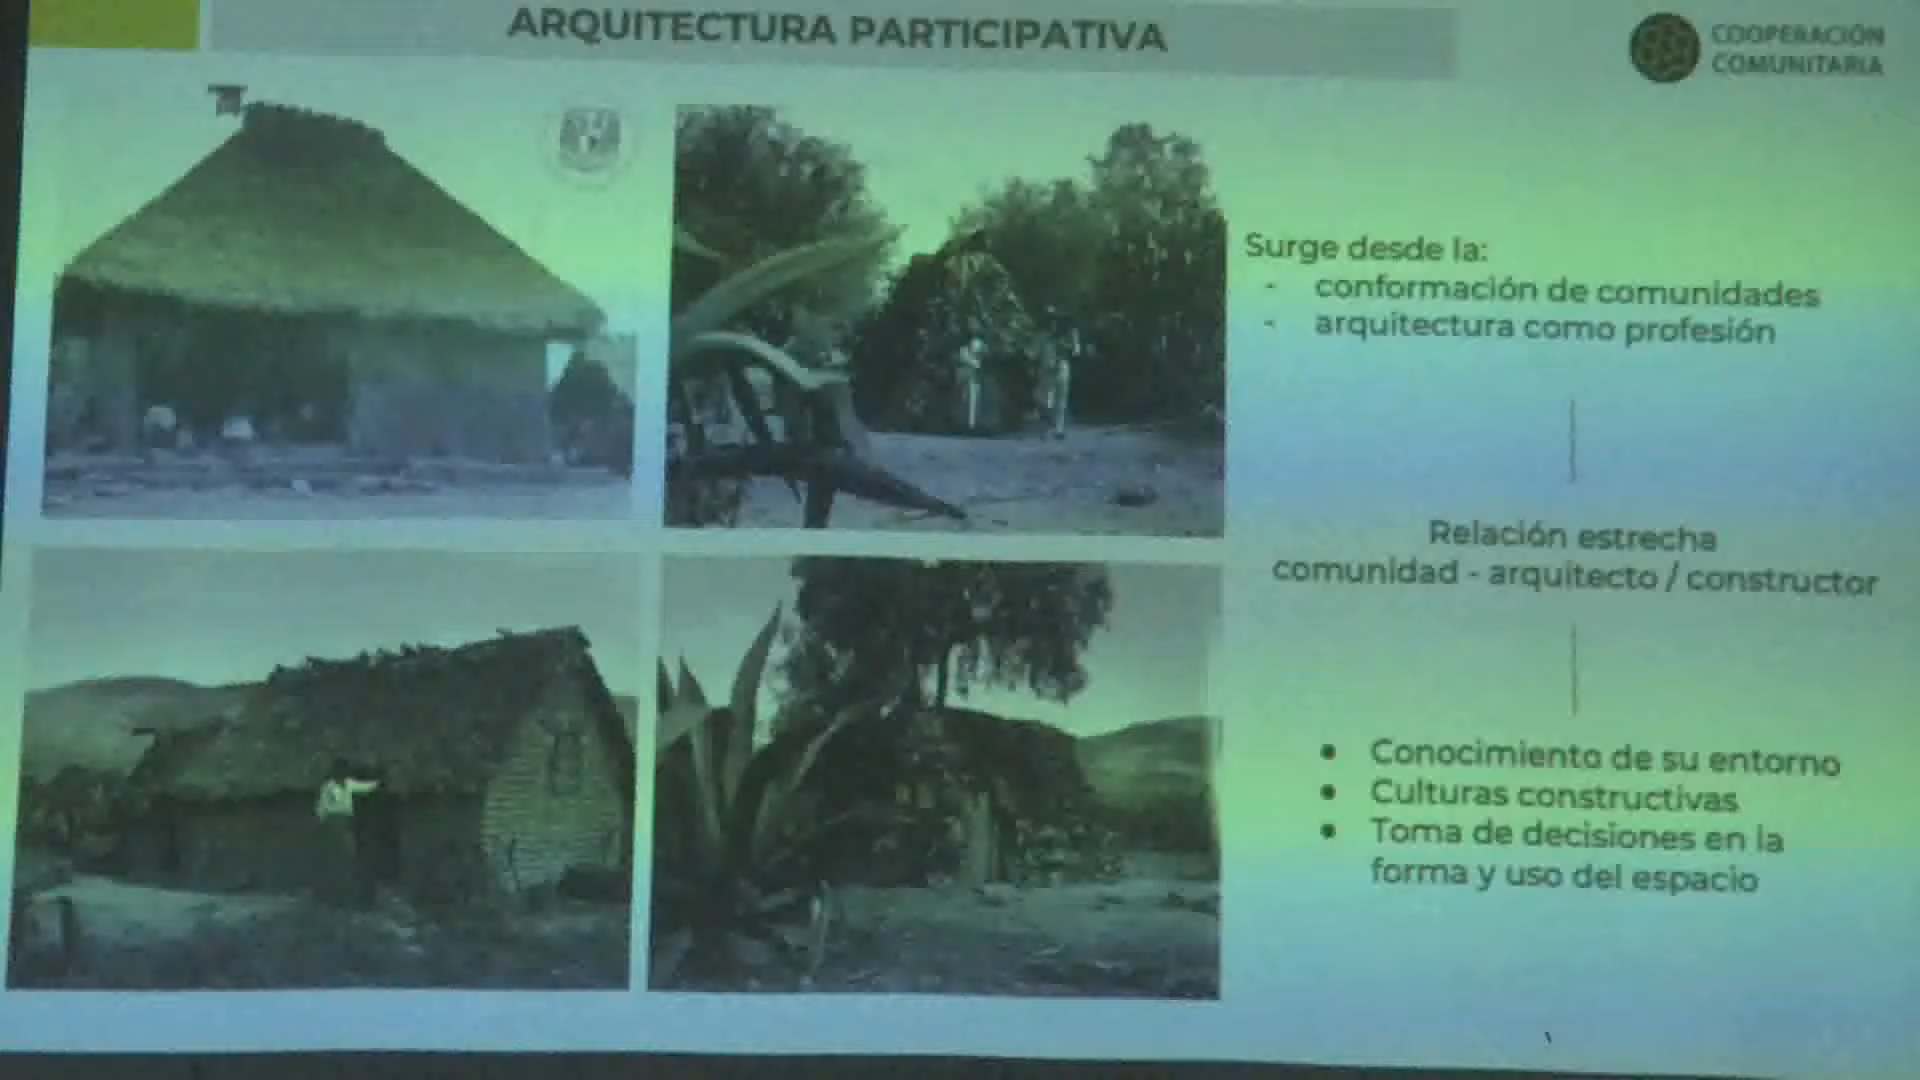 ARQUITECTURA PARTICIPATIVA
COOPERACIÓN
COMUNITARIA
Surge desde la:
- conformación de comunidades
- arquitectura como profesión
Relación estrecha
comunidad - arquitecto / constructor
• Conocimiento de su entorno
• Culturas constructivas
• Toma de decisiones en la
forma y uso del espacio